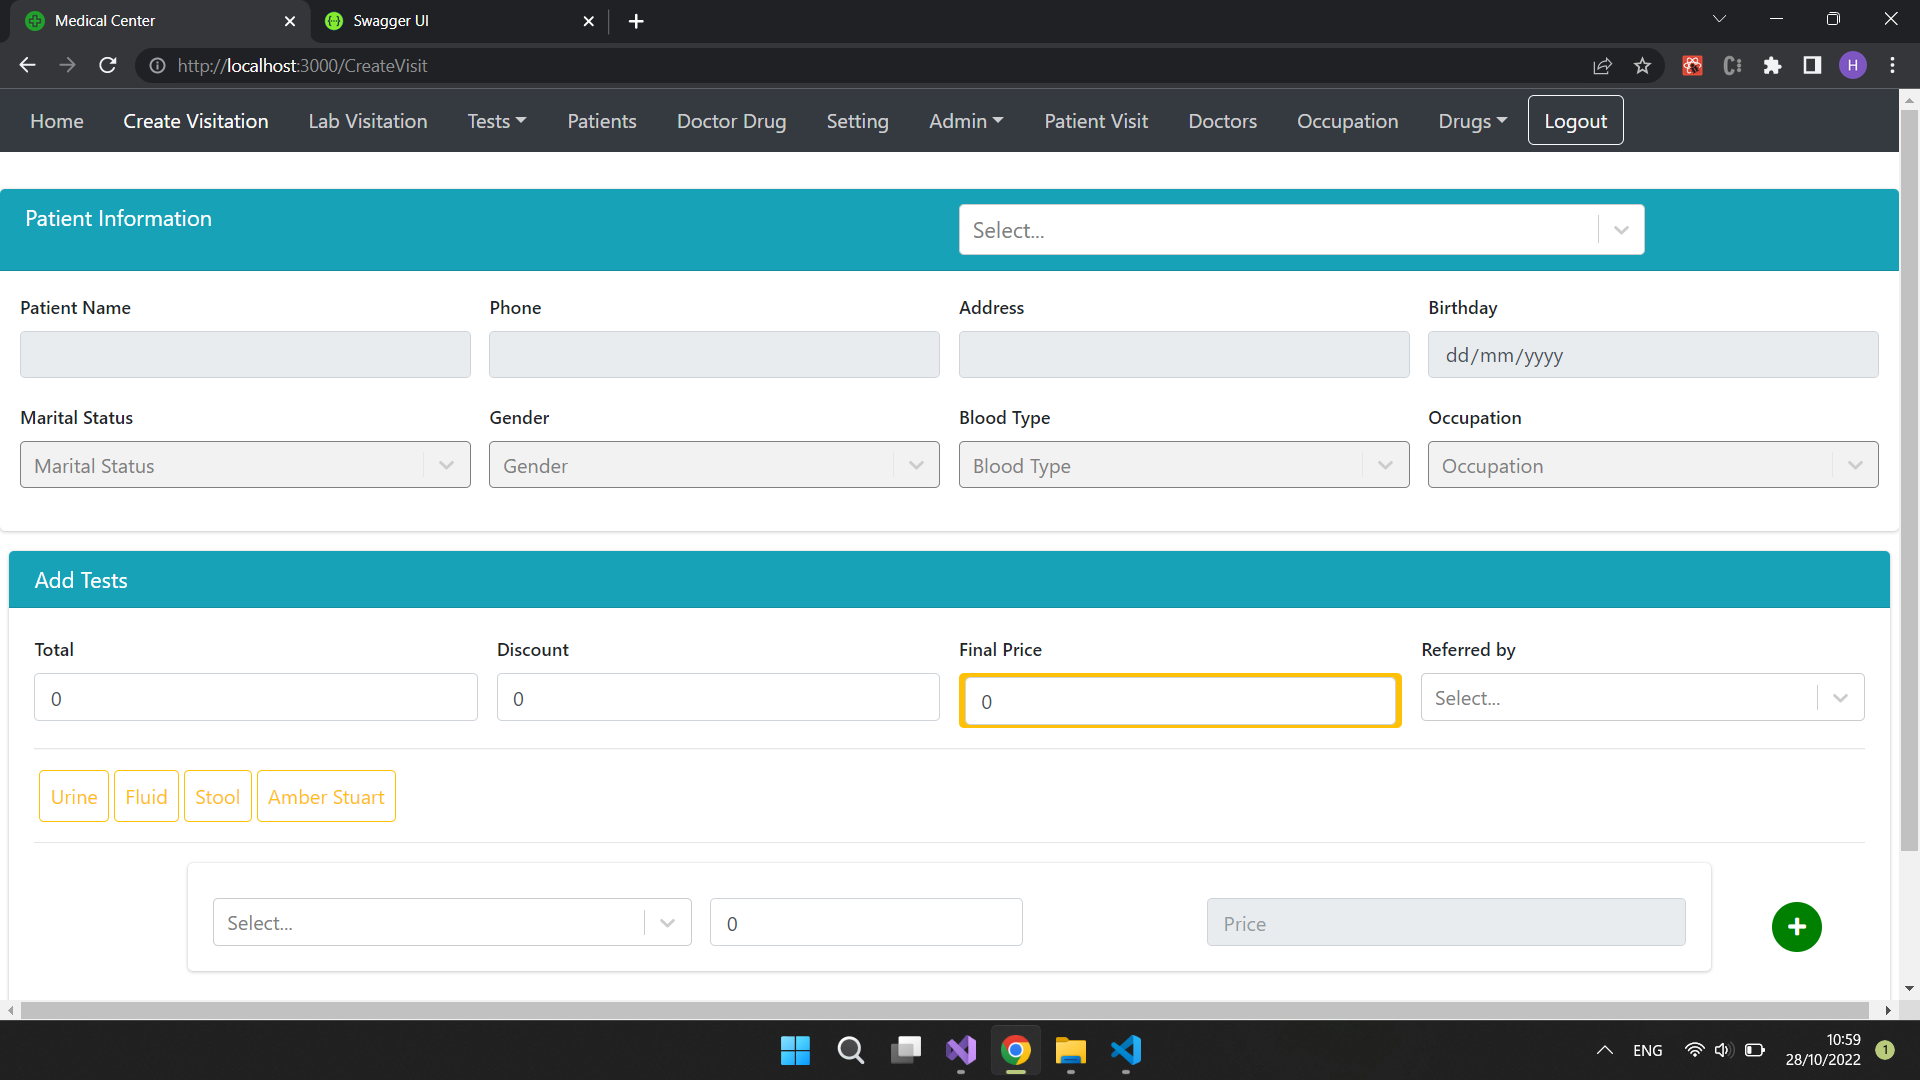 Medical Center
Swagger UI
http://localhost:3000/CreateVisit
H
Home Create Visitation Lab Visitation Tests Patients Doctor Drug Setting Admin Patient Visit Doctors Occupation Drugs Logout
Patient Information
Select...
Patient Name Phone Address Birthday
dd/mm/yyyy
Marital Status Gender Blood Type Occupation
Marital Status Gender Blood Type Occupation
Add Tests
Total Discount Final Price Referred by
0 0 0 Select...
Urine Fluid Stool Amber Stuart
Select... 0 Price
ENG
10:59
28/10/2022
1